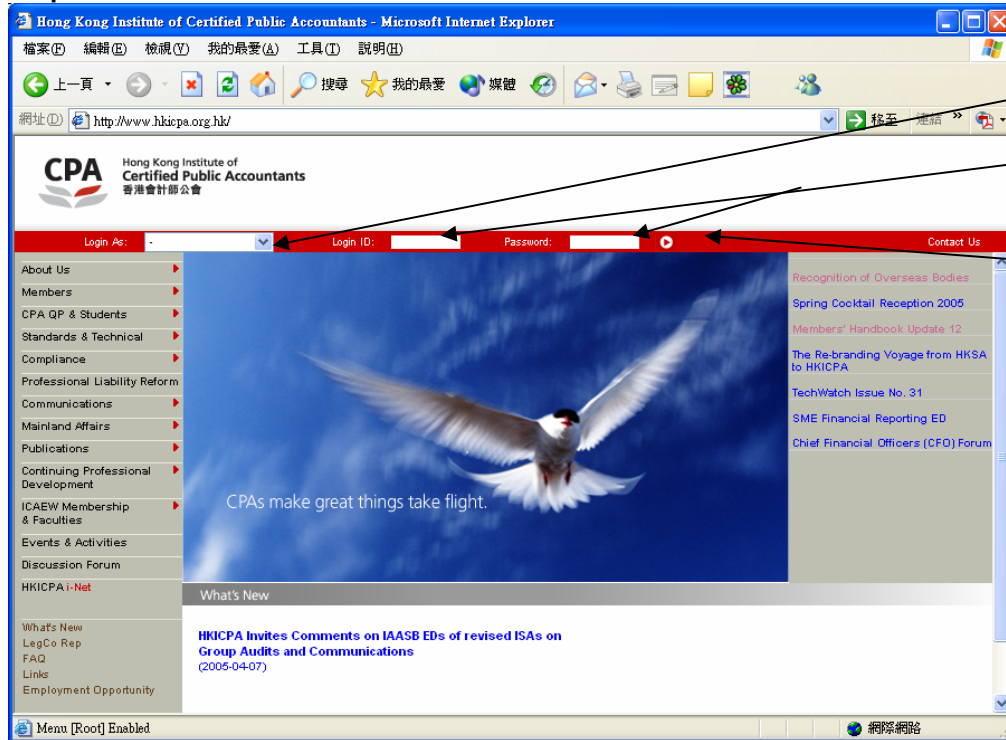 Hong Kong Institute of Certified Public Accountants - Microsoft Internet Explorer
檔案(F) 編輯(E) 檢視(V) 我的最愛(A) 工具(T) 說明(H)
上一頁 搜尋 我的最愛 媒體
網址(D) http://www.hkicpa.org.hk/ 移至 連結 »
CPA
Hong Kong Institute of
Certified Public Accountants
香港會計師公會
Login As: - Login ID: Password: Contact Us
About Us
Members
CPA QP & Students
Standards & Technical
Compliance
Professional Liability Reform
Communications
Mainland Affairs
Publications
Continuing Professional
Development
ICAEW Membership
& Faculties
Events & Activities
Discussion Forum
HKICPA i-Net
What's New
LegCo Rep
FAQ
Links
Employment Opportunity
CPAs make great things take flight.
Recognition of Overseas Bodies
Spring Cocktail Reception 2005
Members' Handbook Update 12
The Re-branding Voyage from HKSA
to HKICPA
TechWatch Issue No. 31
SME Financial Reporting ED
Chief Financial Officers (CFO) Forum
What's New
HKICPA Invites Comments on IAASB EDs of revised ISAs on
Group Audits and Communications
(2005-04-07)
Menu [Root] Enabled 網際網路